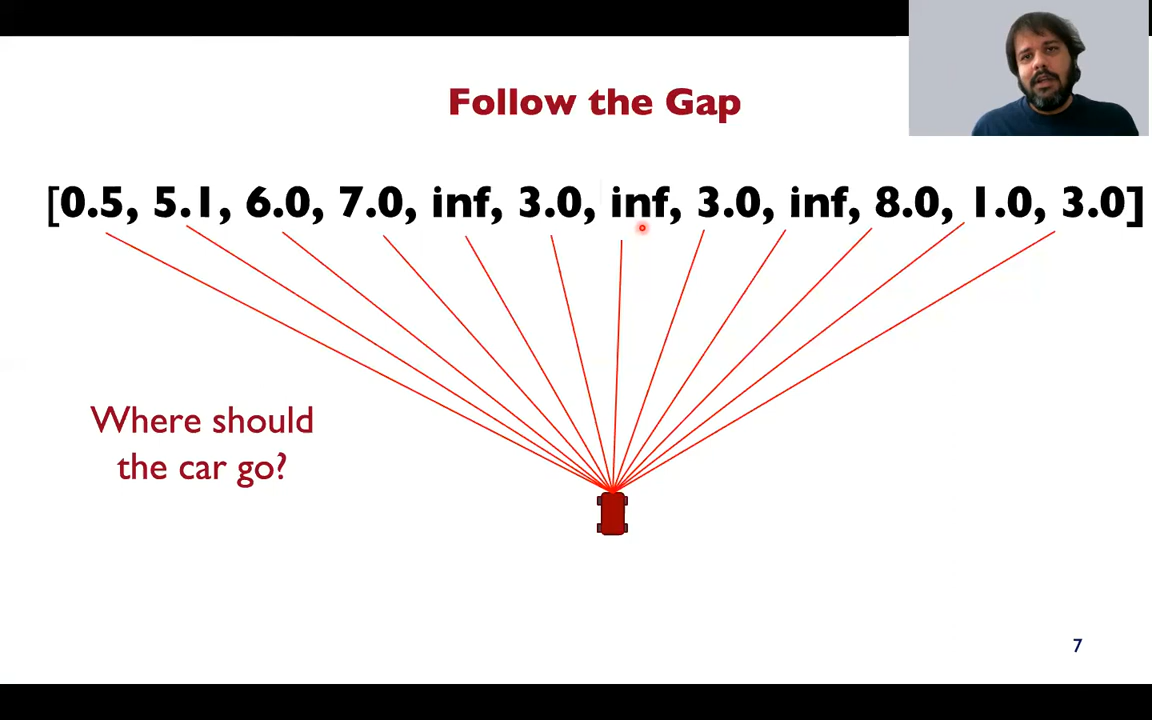 Follow the Gap
[0.5, 5.1, 6.0, 7.0, inf, 3.0, inf, 3.0, inf, 8.0, 1.0, 3.0]
Where should
the car go?
7